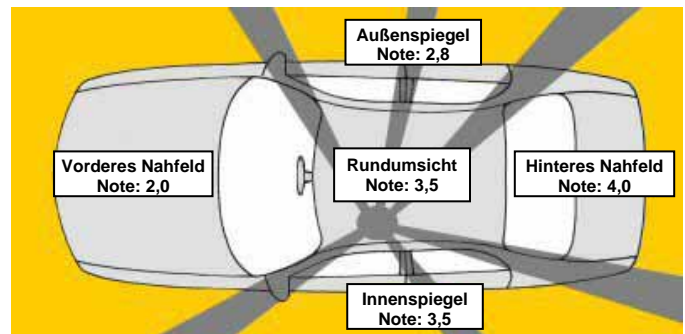 Außenspiegel
Note: 2,8
Vorderes Nahfeld
Note: 2,0
Rundumsicht
Note: 3,5
Hinteres Nahfeld
Note: 4,0
Innenspiegel
Note: 3,5